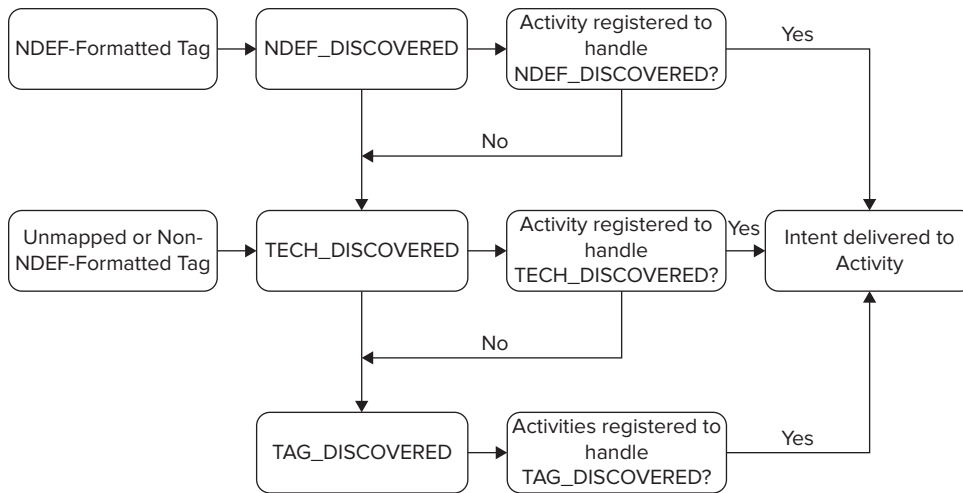 NDEF-Formatted Tag
NDEF_DISCOVERED
Activity registered to
handle
NDEF_DISCOVERED?
Yes
No
Unmapped or Non-
NDEF-Formatted Tag
TECH_DISCOVERED
Activity registered to
handle
TECH_DISCOVERED?
Yes
Intent delivered to
Activity
No
TAG_DISCOVERED
Activities registered to
handle
TAG_DISCOVERED?
Yes